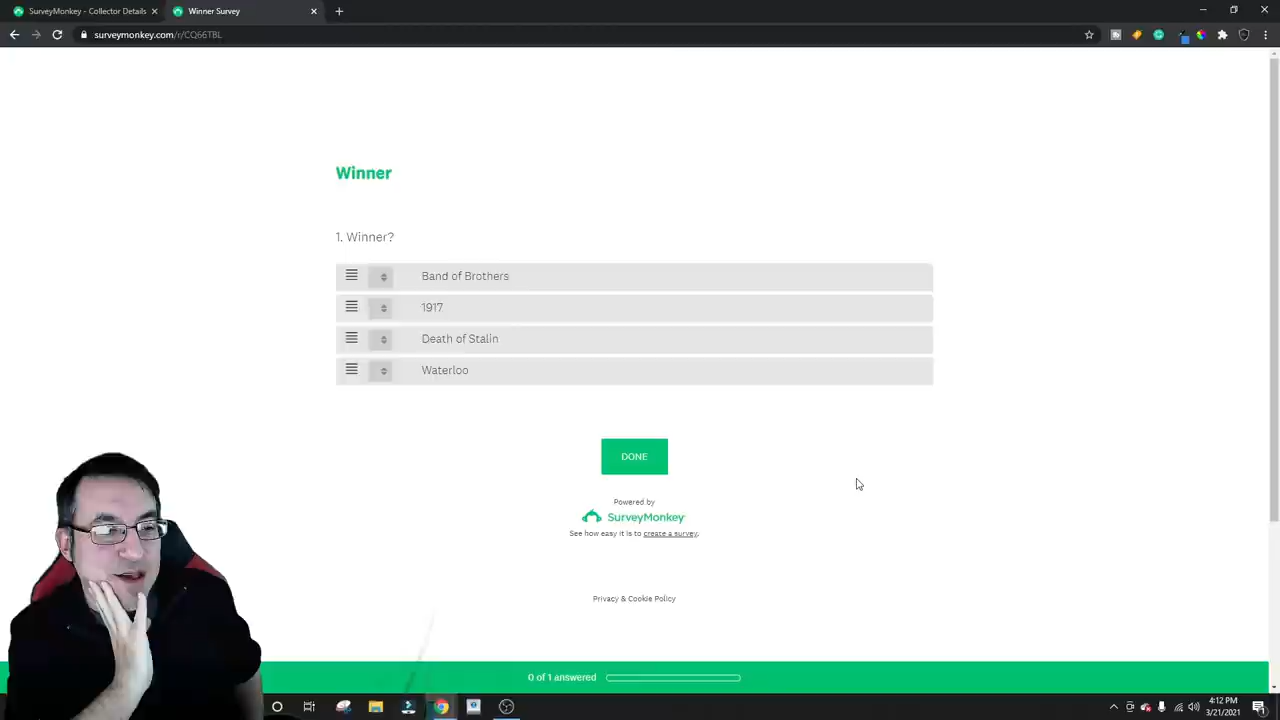 SurveyMonkey - Collector Details
Winner Survey
surveymonkey.com/r/CQ66TBL
Winner
1. Winner?
Band of Brothers
1917
Death of Stalin
Waterloo
DONE
Powered by
SurveyMonkey
See how easy it is to create a survey.
Privacy & Cookie Policy
0 of 1 answered
4:12 PM
3/21/2021